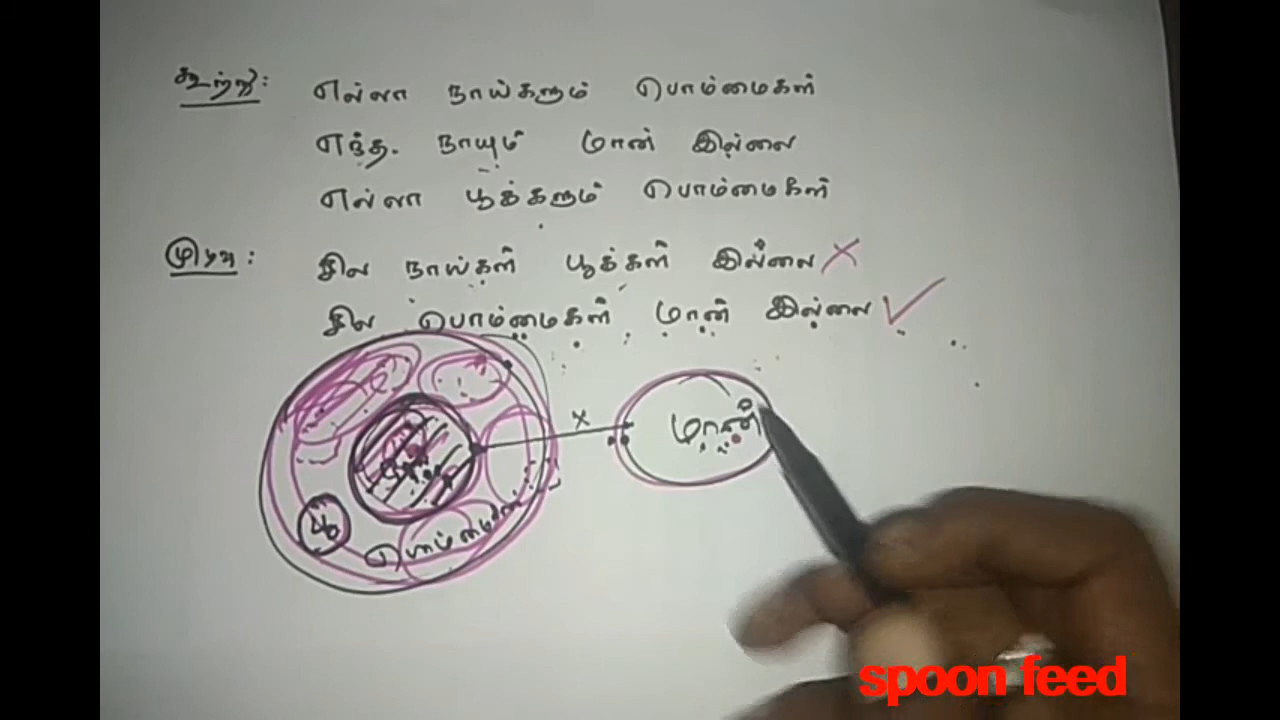 கூற்று: எல்லா நாய்களும் பொம்மைகள்
எந்த நாயும் மான் இல்லை
எல்லா பூக்களும் பொம்மைகள்
முடிவு: சில நாய்கள் பூக்கள் இல்லை ✗
சில பொம்மைகள் மான் இல்லை ✓
x
மான்
பூ
பொம்மைகள்
spoon feed